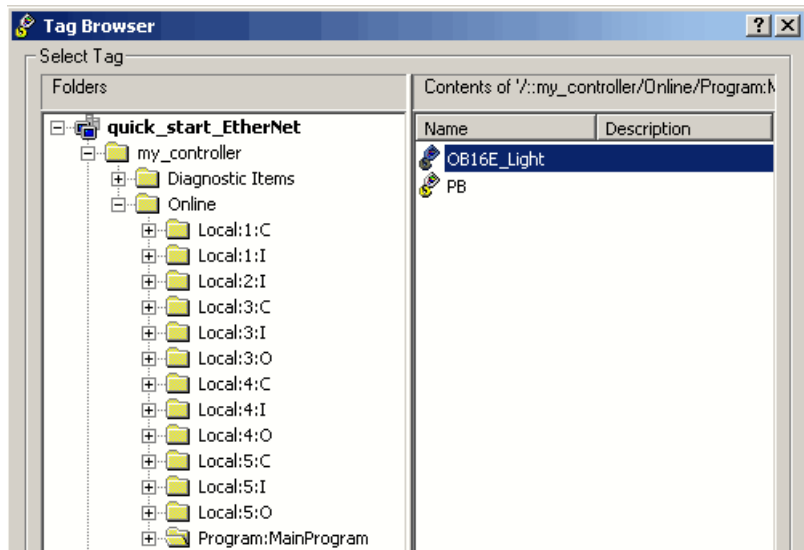 Tag Browser
Select Tag
Folders
Contents of '/::my_controller/Online/Program:M
Name Description
quick_start_EtherNet
my_controller
Diagnostic Items
Online
Local:1:C
Local:1:I
Local:2:I
Local:3:C
Local:3:I
Local:3:O
Local:4:C
Local:4:I
Local:4:O
Local:5:C
Local:5:I
Local:5:O
Program:MainProgram
OB16E_Light
PB